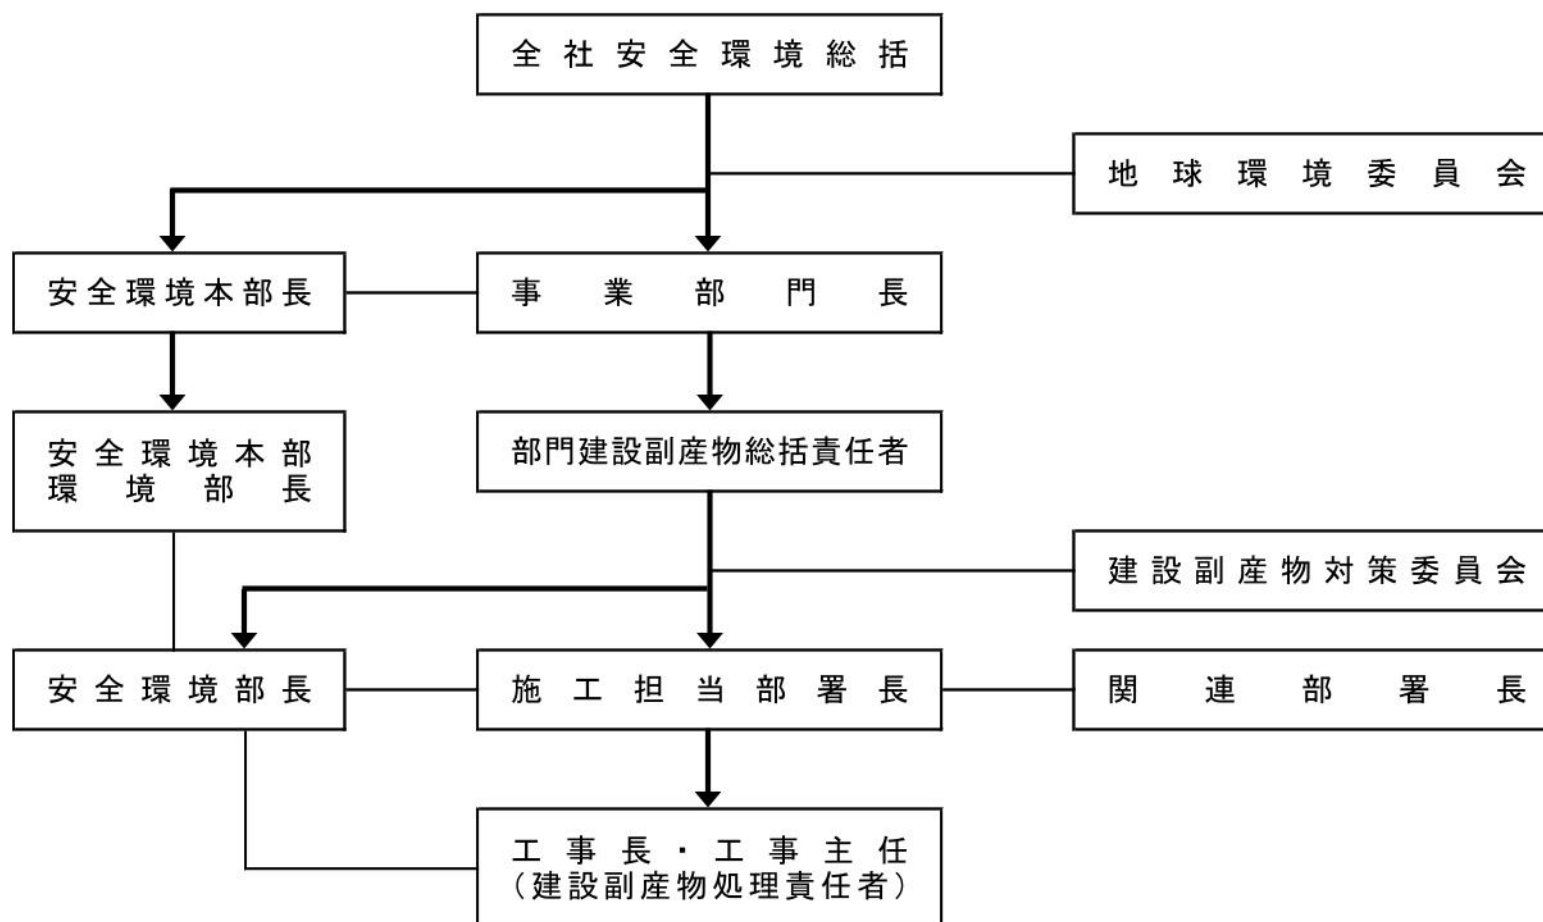 全社安全環境総括
地球環境委員会
安全環境本部長
事業部門長
安全環境本部
環境部長
部門建設副産物総括責任者
建設副産物対策委員会
安全環境部長
施工担当部署長
関連部署長
工事長・工事主任
（建設副産物処理責任者）